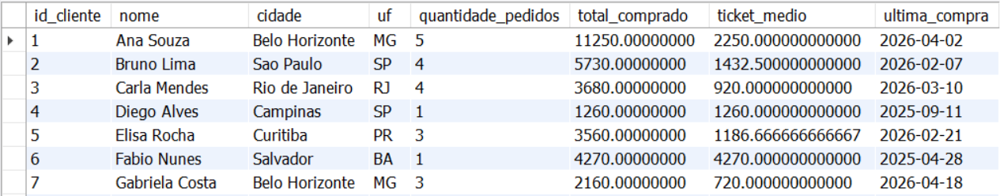 id_cliente nome cidade uf quantidade_pedidos total_comprado ticket_medio ultima_compra
1 Ana Souza Belo Horizonte MG 5 11250.00000000 2250.000000000000 2026-04-02
2 Bruno Lima Sao Paulo SP 4 5730.00000000 1432.500000000000 2026-02-07
3 Carla Mendes Rio de Janeiro RJ 4 3680.00000000 920.000000000000 2026-03-10
4 Diego Alves Campinas SP 1 1260.00000000 1260.000000000000 2025-09-11
5 Elisa Rocha Curitiba PR 3 3560.00000000 1186.666666666667 2026-02-21
6 Fabio Nunes Salvador BA 1 4270.00000000 4270.000000000000 2025-04-28
7 Gabriela Costa Belo Horizonte MG 3 2160.00000000 720.000000000000 2026-04-18